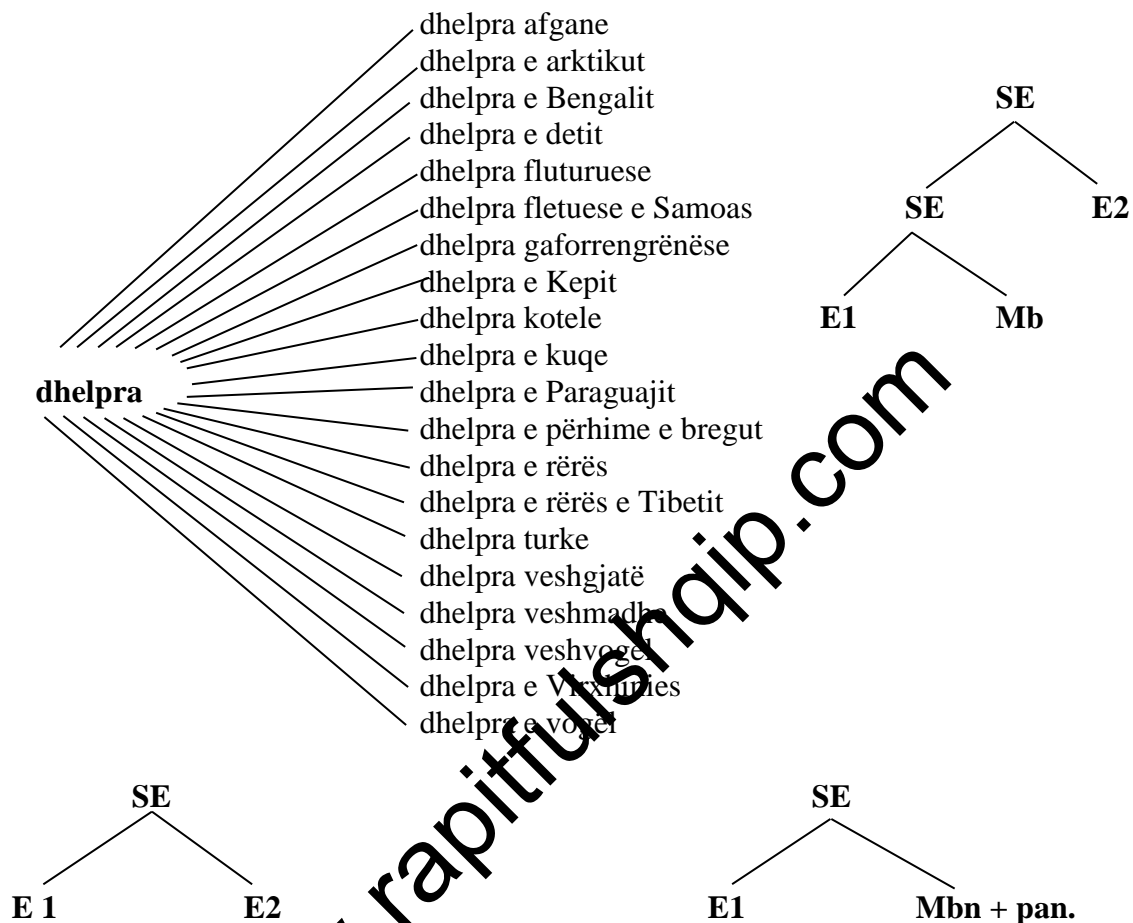 dhelpra afgane
dhelpra e arktikut
dhelpra e Bengalit
dhelpra e detit
dhelpra fluturuese
dhelpra fletuese e Samoas
dhelpra gaforrengrënëse
dhelpra e Kepit
dhelpra kotele
dhelpra e kuqe
dhelpra e Paraguajit
dhelpra e përhime e bregut
dhelpra e rërës
dhelpra e rërës e Tibetit
dhelpra turke
dhelpra veshgjatë
dhelpra veshmadhe
dhelpra veshvogël
dhelpra e Virxhinies
dhelpra e vogël
dhelpra
SE
SE E2
E1 Mb
SE
E 1 E2
SE
E1 Mbn + pan.
rapitfulshqip.com